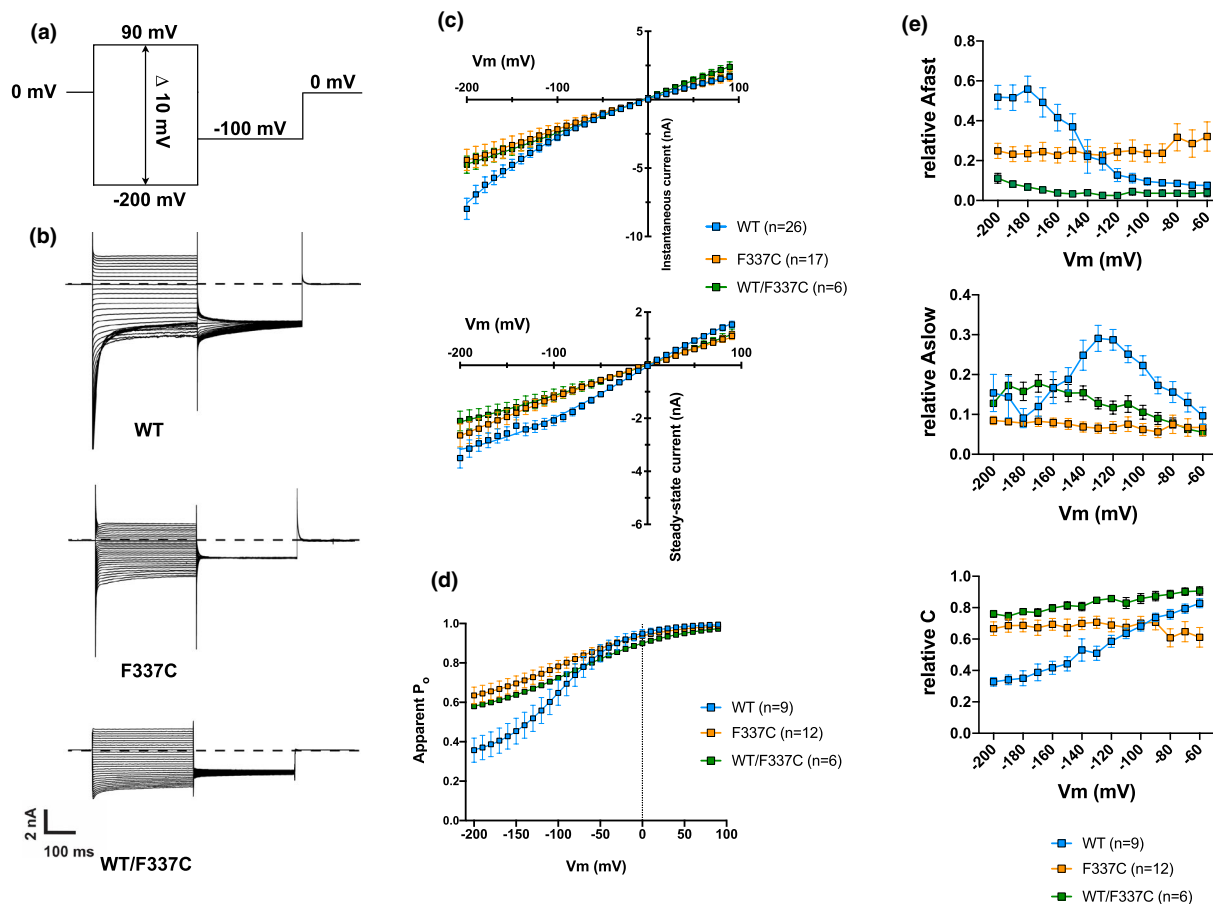 (a)
90 mV
0 mV
Δ 10 mV
-100 mV
0 mV
-200 mV
(b)
WT
F337C
2 nA
100 ms
WT/F337C
(c)
5
Vm (mV)
-200 -100 100
-5
-10
Instantaneous current (nA)
WT (n=26)
F337C (n=17)
WT/F337C (n=6)
2
Vm (mV)
-200 -100 100
-2
-4
-6
Steady-state current (nA)
(d)
1.0
0.8
0.6
0.4
0.2
0.0
Apparent Po
-200 -150 -100 -50 0 50 100
Vm (mV)
WT (n=9)
F337C (n=12)
WT/F337C (n=6)
(e)
0.8
0.6
0.4
0.2
0.0
relative Afast
-200 -180 -160 -140 -120 -100 -80 -60
Vm (mV)
0.4
0.3
0.2
0.1
0.0
relative Aslow
-200 -180 -160 -140 -120 -100 -80 -60
Vm (mV)
1.0
0.8
0.6
0.4
0.2
0.0
relative C
-200 -180 -160 -140 -120 -100 -80 -60
Vm (mV)
WT (n=9)
F337C (n=12)
WT/F337C (n=6)